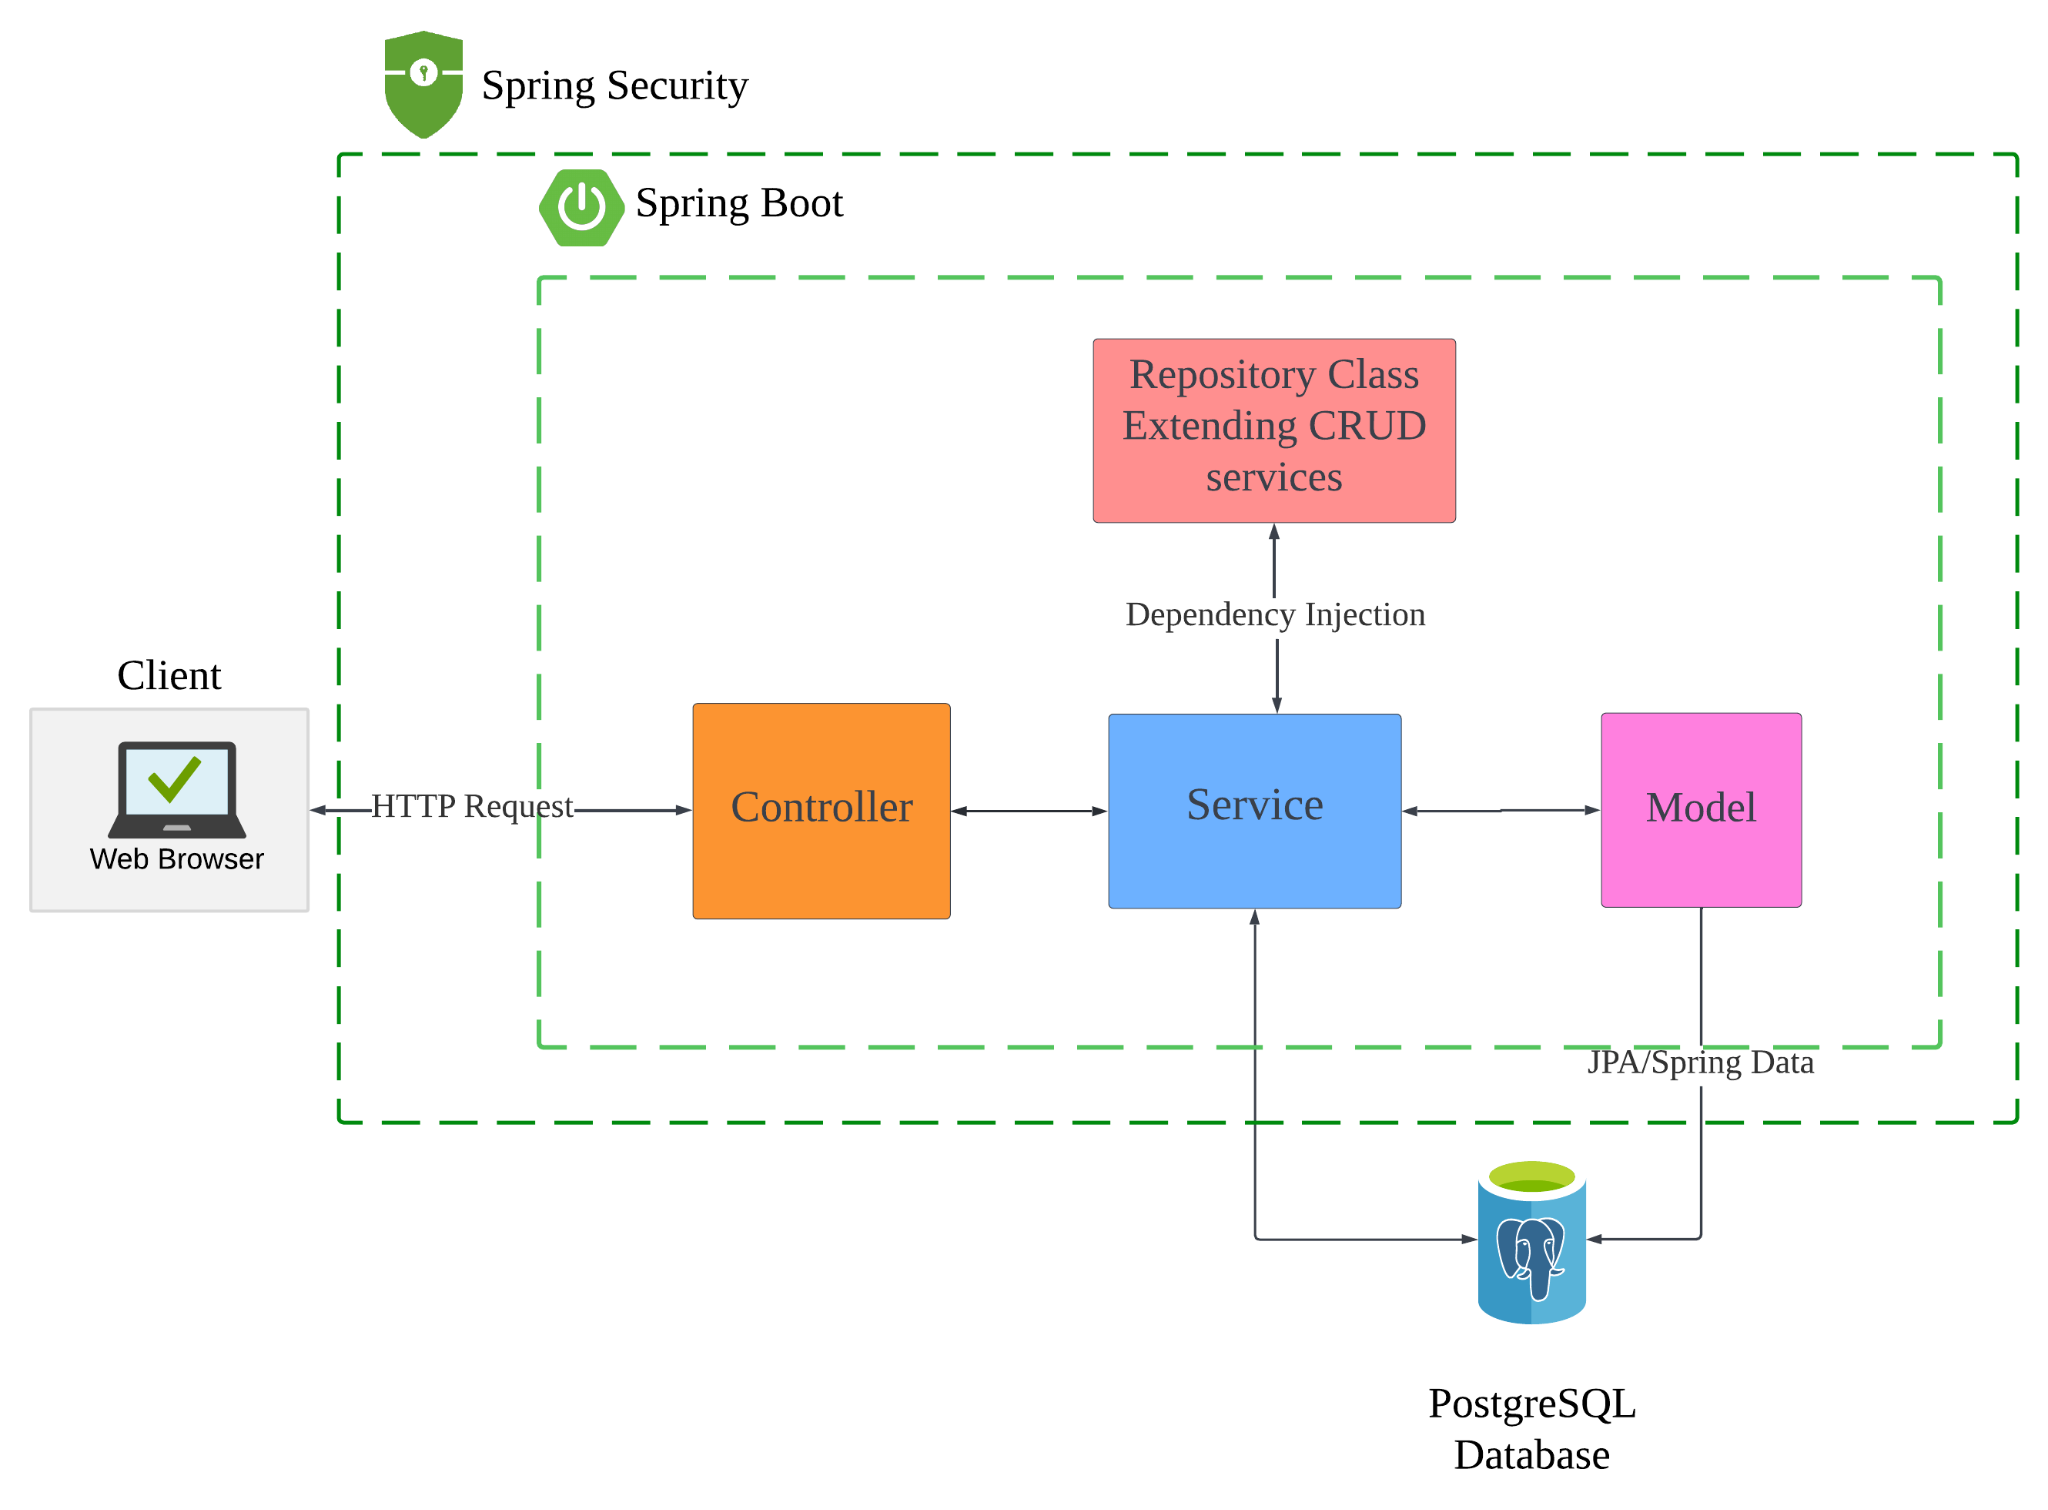 Spring Security
Spring Boot
Repository Class
Extending CRUD
services
Dependency Injection
Client
Web Browser
HTTP Request
Controller
Service
Model
JPA/Spring Data
PostgreSQL
Database